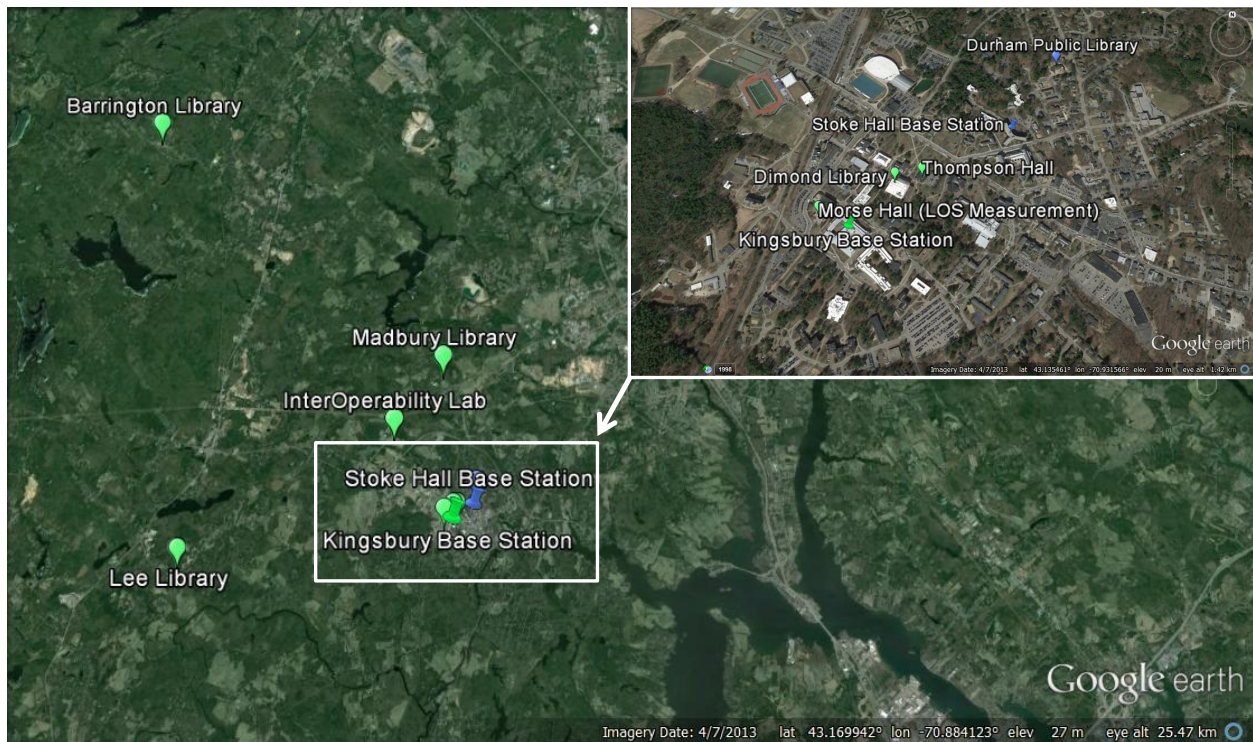 Barrington Library
Madbury Library
InterOperability Lab
Stoke Hall Base Station
Kingsbury Base Station
Lee Library
Durham Public Library
Stoke Hall Base Station
Thompson Hall
Dimond Library
Morse Hall (LOS Measurement)
Kingsbury Base Station
Google earth
1998
Imagery Date: 4/7/2013 lat 43.135461° lon -70.931566° elev 20 m eye alt 1.42 km
N
Google earth
Imagery Date: 4/7/2013 lat 43.169942° lon -70.884123° elev 27 m eye alt 25.47 km